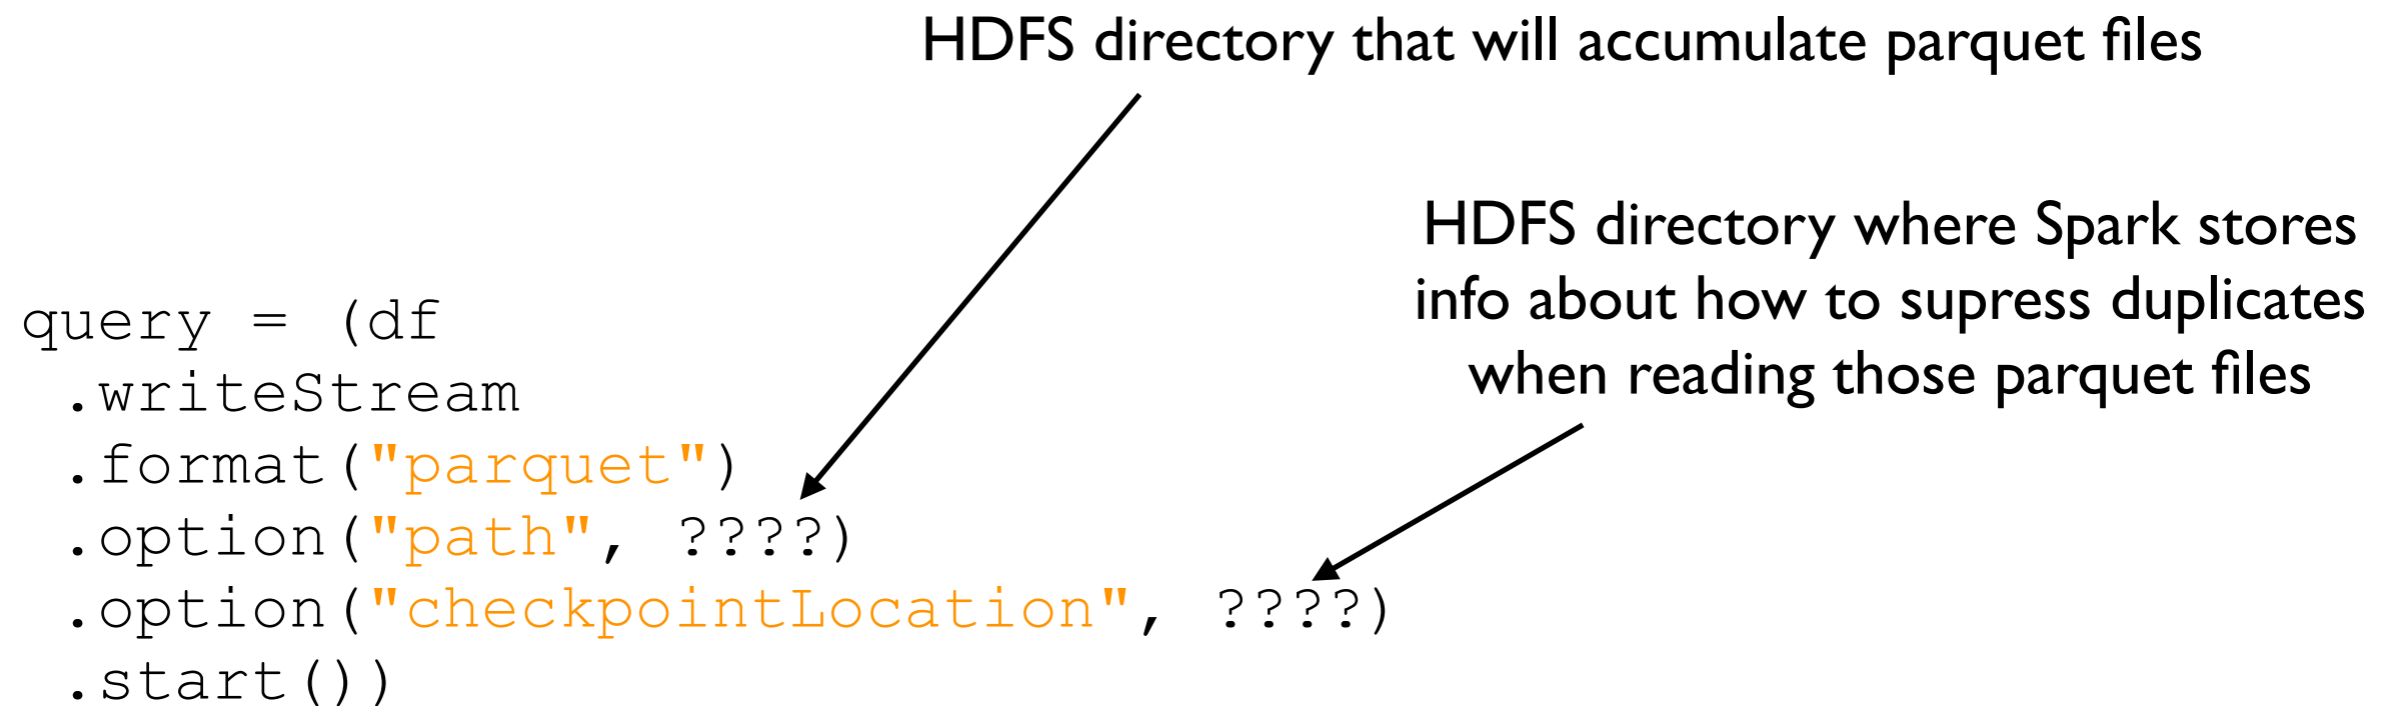 HDFS directory that will accumulate parquet files
HDFS directory where Spark stores
info about how to supress duplicates
when reading those parquet files
query = (df
.writeStream
.format("parquet")
.option("path", ????)
.option("checkpointLocation", ????)
.start())